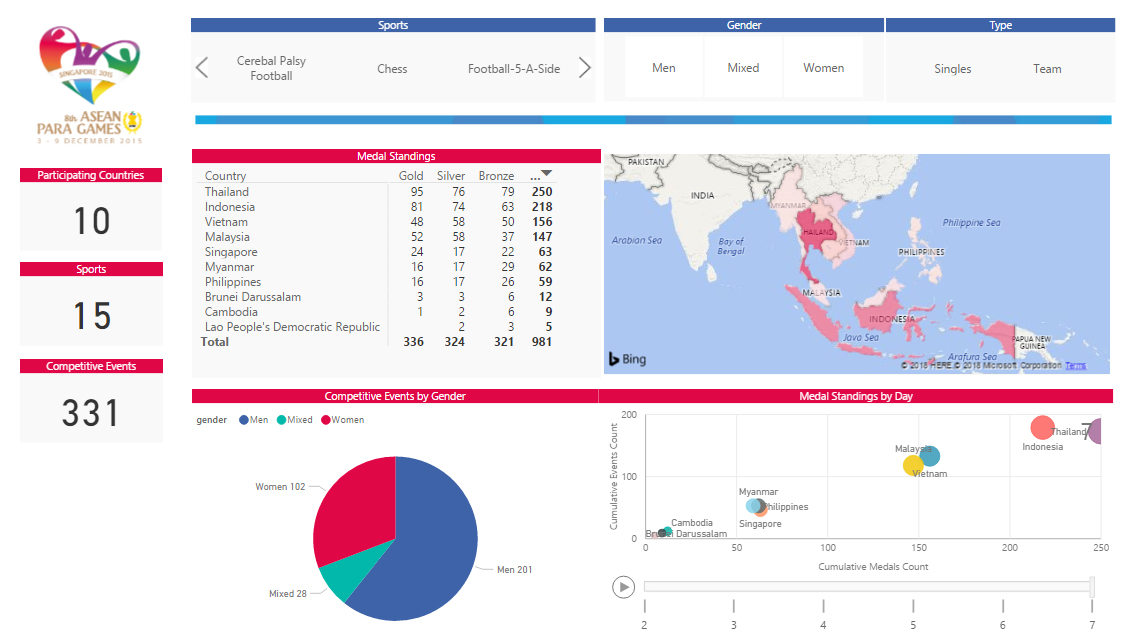 SINGAPORE 2015
8th ASEAN
PARA GAMES
3 - 9 DECEMBER 2015
Sports
Cerebal Palsy
Football
Chess
Football-5-A-Side
Gender
Men
Mixed
Women
Type
Singles
Team
Participating Countries
10
Sports
15
Competitive Events
331
Medal Standings
Country Gold Silver Bronze ...
Thailand 95 76 79 250
Indonesia 81 74 63 218
Vietnam 48 58 50 156
Malaysia 52 58 37 147
Singapore 24 17 22 63
Myanmar 16 17 29 62
Philippines 16 17 26 59
Brunei Darussalam 3 3 6 12
Cambodia 1 2 6 9
Lao People's Democratic Republic 2 3 5
Total 336 324 321 981
PAKISTAN
INDIA
MYANMAR
Arabian Sea
Bay of
Bengal
THAILAND
VIETNAM
Philippine Sea
PHILIPPINES
MALAYSIA
INDONESIA
Java Sea
PAPUA NEW
GUINEA
Arafura Sea
Bing
© 2018 HERE © 2018 Microsoft Corporation Terms
Competitive Events by Gender
gender Men Mixed Women
Women 102
Mixed 28
Men 201
Medal Standings by Day
Cumulative Events Count
200
100
0
7
Thailand
Indonesia
Malaysia
Vietnam
Myanmar
Philippines
Singapore
Cambodia
Brunei Darussalam
0 50 100 150 200 250
Cumulative Medals Count
2 3 4 5 6 7